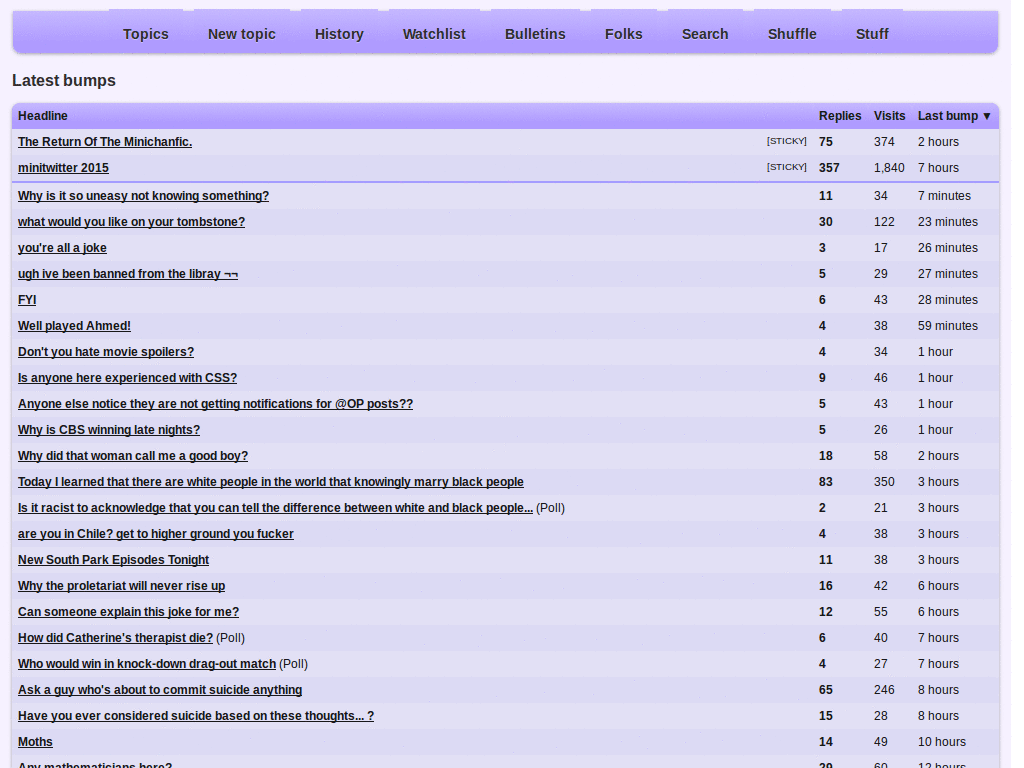 Topics New topic History Watchlist Bulletins Folks Search Shuffle Stuff
Latest bumps
Headline Replies Visits Last bump ▼
The Return Of The Minichanfic. [STICKY] 75 374 2 hours
minitwitter 2015 [STICKY] 357 1,840 7 hours
Why is it so uneasy not knowing something? 11 34 7 minutes
what would you like on your tombstone? 30 122 23 minutes
you're all a joke 3 17 26 minutes
ugh ive been banned from the libray ¬¬ 5 29 27 minutes
FYI 6 43 28 minutes
Well played Ahmed! 4 38 59 minutes
Don't you hate movie spoilers? 4 34 1 hour
Is anyone here experienced with CSS? 9 46 1 hour
Anyone else notice they are not getting notifications for @OP posts?? 5 43 1 hour
Why is CBS winning late nights? 5 26 1 hour
Why did that woman call me a good boy? 18 58 2 hours
Today I learned that there are white people in the world that knowingly marry black people 83 350 3 hours
Is it racist to acknowledge that you can tell the difference between white and black people... (Poll) 2 21 3 hours
are you in Chile? get to higher ground you fucker 4 38 3 hours
New South Park Episodes Tonight 11 38 3 hours
Why the proletariat will never rise up 16 42 6 hours
Can someone explain this joke for me? 12 55 6 hours
How did Catherine's therapist die? (Poll) 6 40 7 hours
Who would win in knock-down drag-out match (Poll) 4 27 7 hours
Ask a guy who's about to commit suicide anything 65 246 8 hours
Have you ever considered suicide based on these thoughts... ? 15 28 8 hours
Moths 14 49 10 hours
Any mathematicians here? 29 60 12 hours